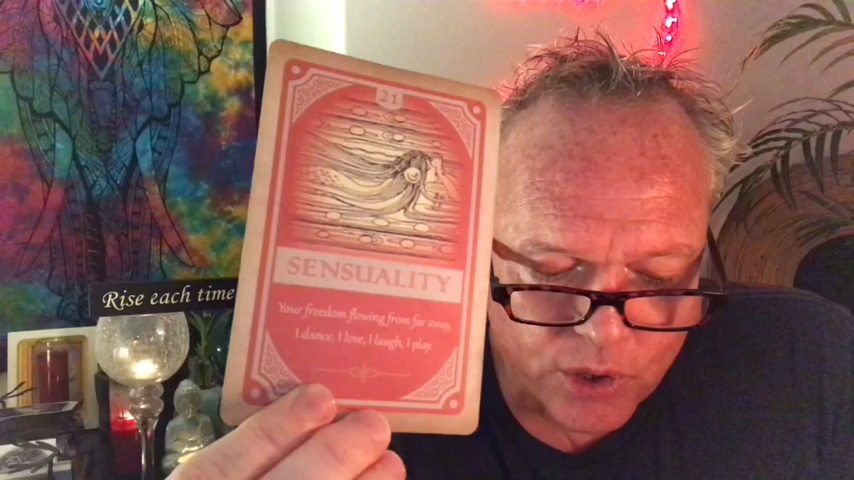 21
SENSUALITY
Your freedom flowing from far away,
I dance, I love, I laugh, I play.
Rise each time